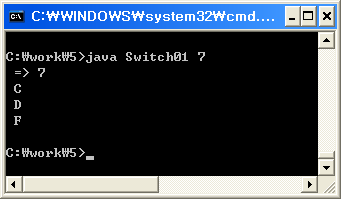 C:₩WINDOWS₩system32₩cmd....
C:₩work₩5>java Switch01 7
=> 7
C
D
F
C:₩work₩5>_